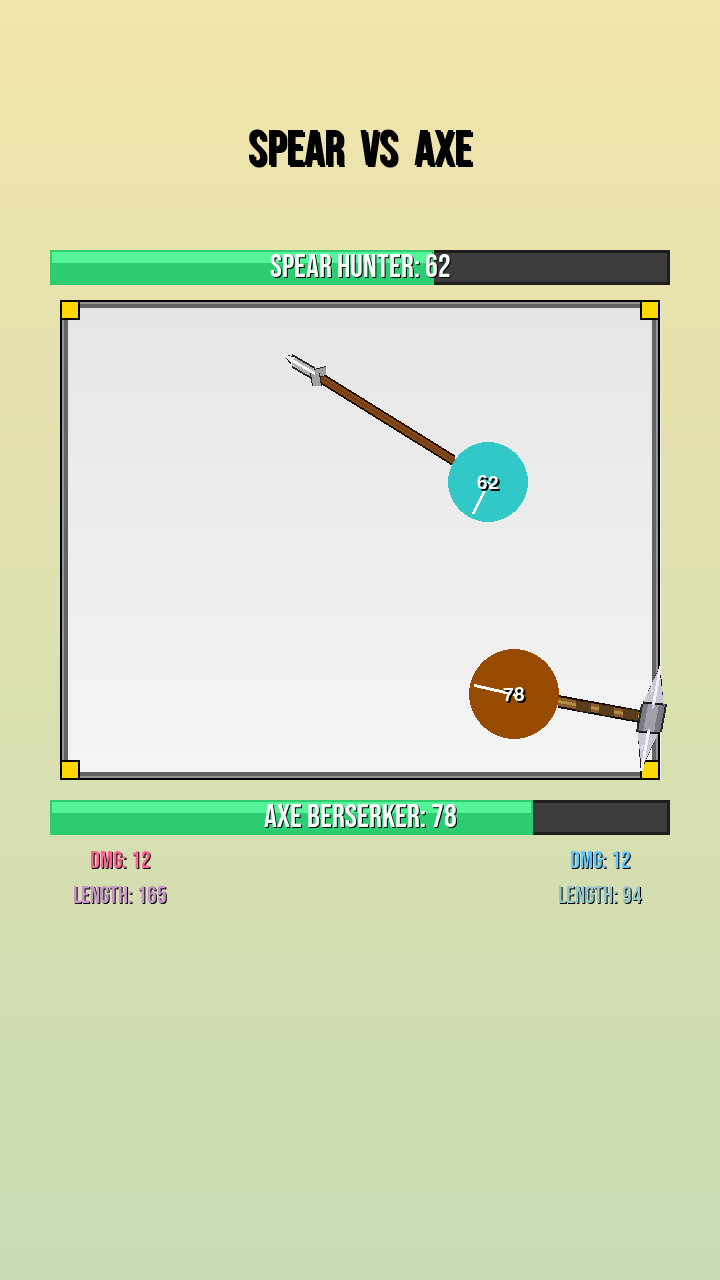 SPEAR VS AXE
SPEAR HUNTER: 62
62
78
AXE BERSERKER: 78
DMG: 12
DMG: 12
LENGTH: 165
LENGTH: 94